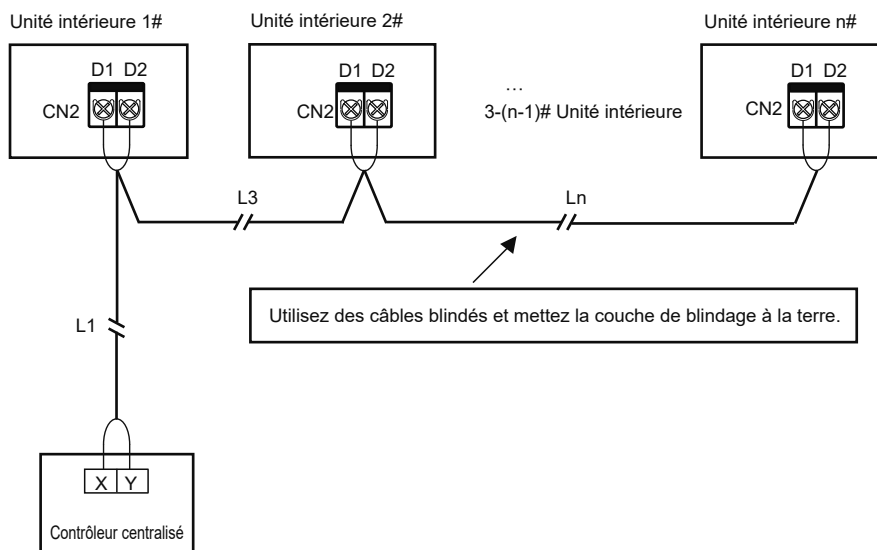 Unité intérieure 1#
Unité intérieure 2#
Unité intérieure n#
D1 D2
D1 D2
D1 D2
CN2
CN2
CN2
...
3-(n-1)# Unité intérieure
L3
Ln
Utilisez des câbles blindés et mettez la couche de blindage à la terre.
L1
X Y
Contrôleur centralisé